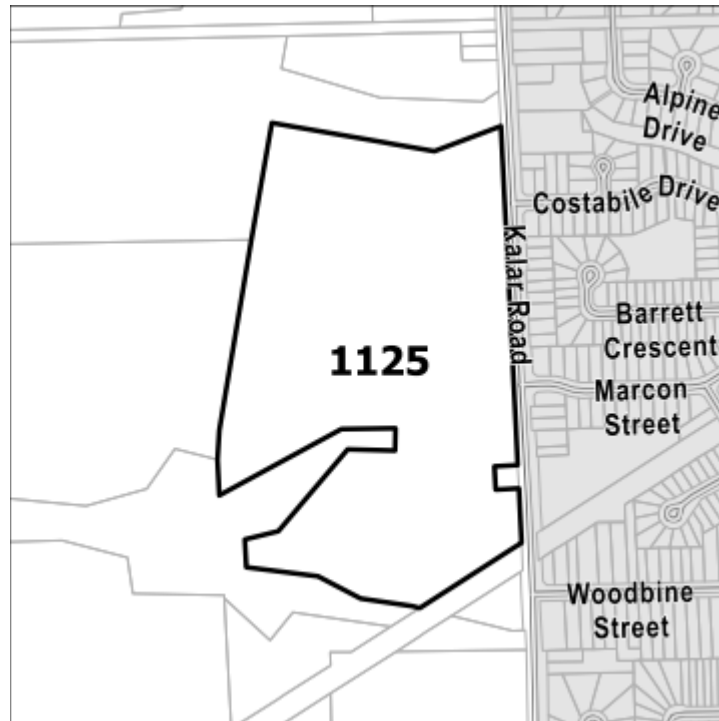 Alpine
Drive
Costabile Drive
Kalar Road
Barrett
Crescent
1125
Marcon
Street
Woodbine
Street